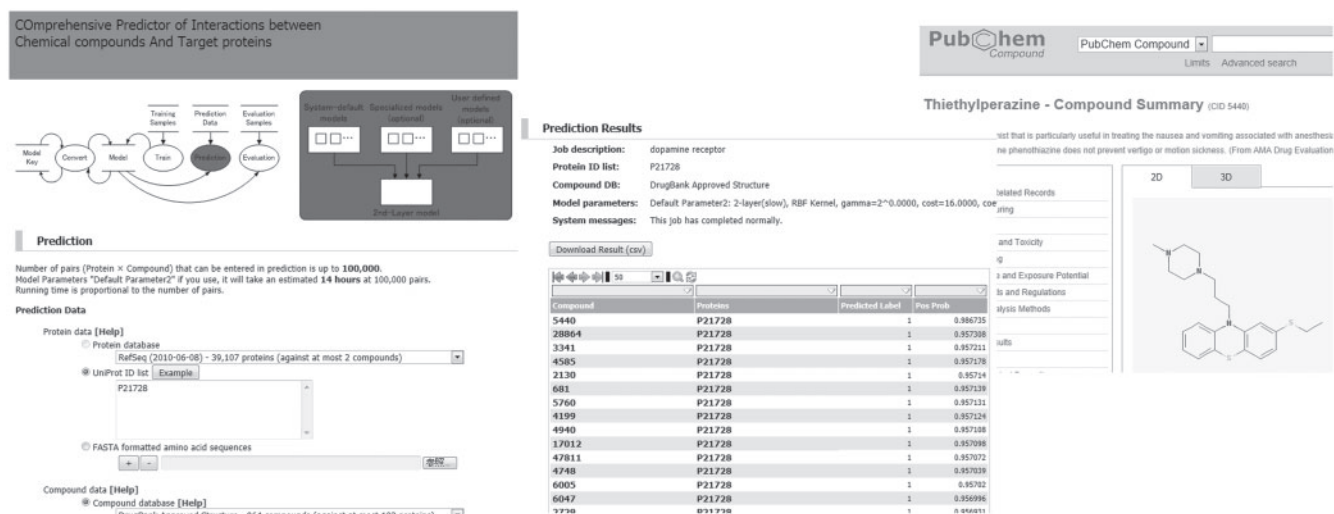 COmprehensive Predictor of Interactions between
Chemical compounds And Target proteins
Training Samples
Prediction Data
Evaluation Samples
Model Key
Convert
Model
Train
Prediction
Evaluation
System-default models
Specialized models (optional)
User defined models (optional)
2nd-Layer model
Prediction
Number of pairs (Protein × Compound) that can be entered in prediction is up to 100,000.
Model Parameters "Default Parameter2" if you use, it will take an estimated 14 hours at 100,000 pairs.
Running time is proportional to the number of pairs.
Prediction Data
Protein data [Help]
Protein database
RefSeq (2010-06-08) - 39,107 proteins (against at most 2 compounds)
UniProt ID list Example
P21728
FASTA formatted amino acid sequences
+ - 参照...
Compound data [Help]
Compound database [Help]
Prediction Results
Job description: dopamine receptor
Protein ID list: P21728
Compound DB: DrugBank Approved Structure
Model parameters: Default Parameter2: 2-layer(slow), RBF Kernel, gamma=2^0.0000, cost=16.0000, coe
System messages: This job has completed normally.
Download Result (csv)
50
Compound Proteins Predicted Label Pos Prob
5440 P21728 1 0.986735
28864 P21728 1 0.957308
3341 P21728 1 0.957211
4585 P21728 1 0.957178
2130 P21728 1 0.95714
681 P21728 1 0.957139
5760 P21728 1 0.957131
4199 P21728 1 0.957124
4940 P21728 1 0.957108
17012 P21728 1 0.957098
47811 P21728 1 0.957072
4748 P21728 1 0.957039
6005 P21728 1 0.95702
6047 P21728 1 0.956996
PubChem
Compound
PubChem Compound
Limits Advanced search
Thiethylperazine - Compound Summary (CID 5440)
nist that is particularly useful in treating the nausea and vomiting associated with anesthesia
ne phenothiazine does not prevent vertigo or motion sickness. (From AMA Drug Evaluation
elated Records
uring
and Toxicity
g
s and Exposure Potential
ls and Regulations
alysis Methods
sults
2D 3D
N
N
N
S
S